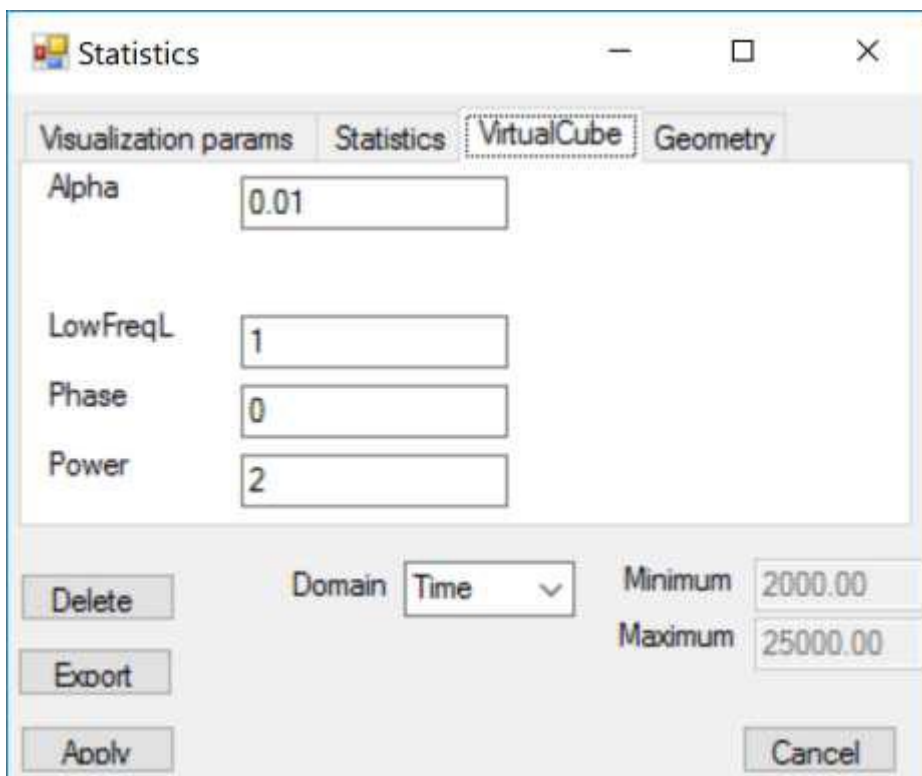 Statistics
Visualization params Statistics VirtualCube Geometry
Alpha 0.01
LowFreqL 1
Phase 0
Power 2
Delete Domain Time Minimum 2000.00
Maximum 25000.00
Export
Apply Cancel